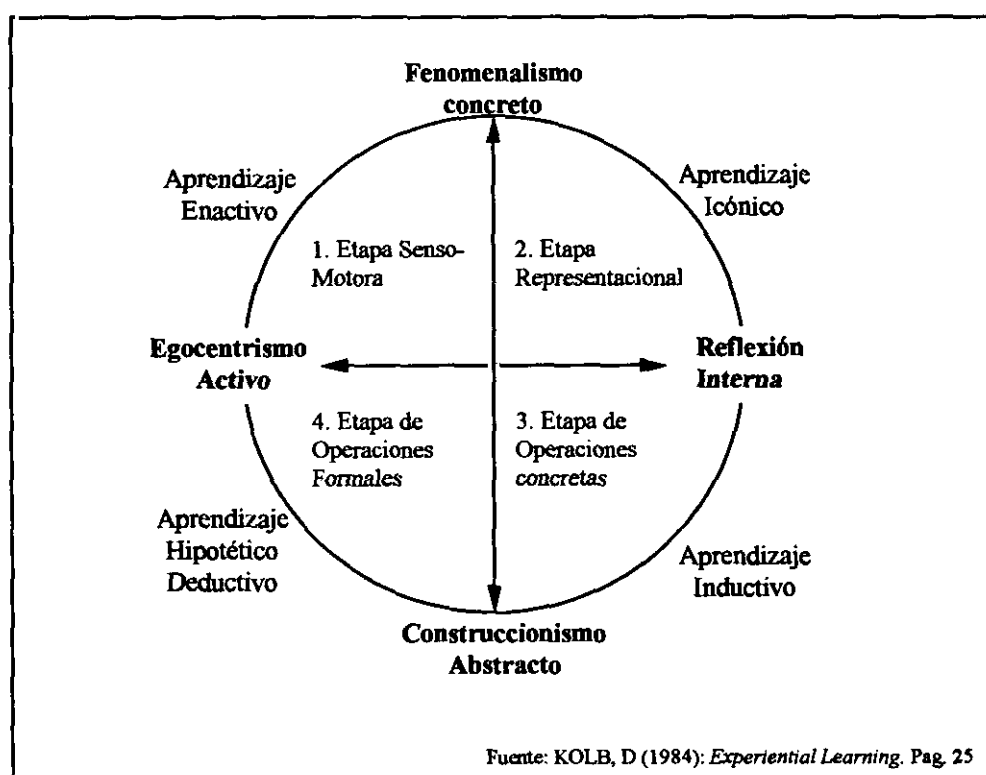 Fenomenalismo
concreto
Aprendizaje
Enactivo
Aprendizaje
Icónico
1. Etapa Senso-
Motora
2. Etapa
Representacional
Egocentrismo
Activo
Reflexión
Interna
4. Etapa de
Operaciones
Formales
3. Etapa de
Operaciones
concretas
Aprendizaje
Hipotético
Deductivo
Aprendizaje
Inductivo
Construccionismo
Abstracto
Fuente: KOLB, D (1984): Experiential Learning. Pag. 25